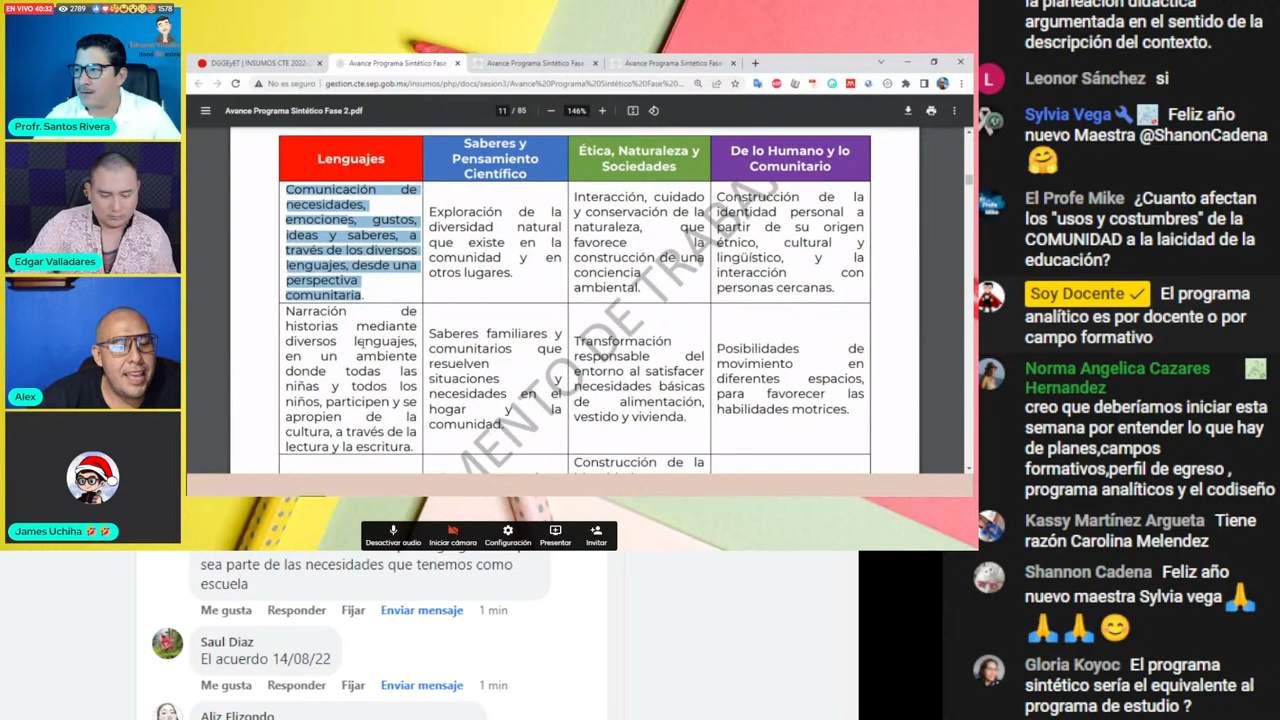 EN VIVO 40:32
2789
1578
Profr. Santos Rivera
Edgar Valladares
Alex
James Uchiha
DGGEyET | INSUMOS CTE 2022-
Avance Programa Sintético Fase
Avance Programa Sintético Fase
Avance Programa Sintético Fase
No es seguro
gestion.cte.sep.gob.mx/insumos/php/docs/sesion3/Avance%20Programa%20Sintético%20Fase%20...
Avance Programa Sintético Fase 2.pdf
11 / 85
146%
Lenguajes
Saberes y
Pensamiento
Científico
Ética, Naturaleza y
Sociedades
De lo Humano y lo
Comunitario
Comunicación de
necesidades,
emociones, gustos,
ideas y saberes, a
través de los diversos
lenguajes, desde una
perspectiva
comunitaria.
Exploración de la
diversidad natural
que existe en la
comunidad y en
otros lugares.
Interacción, cuidado
y conservación de la
naturaleza, que
favorece la
construcción de una
conciencia
ambiental.
Construcción de la
identidad personal a
partir de su origen
étnico, cultural y
lingüístico, y la
interacción con
personas cercanas.
Narración de
historias mediante
diversos lenguajes,
en un ambiente
donde todas las
niñas y todos los
niños, participen y se
apropien de la
cultura, a través de la
lectura y la escritura.
Saberes familiares y
comunitarios que
resuelven
situaciones y
necesidades en el
hogar y la
comunidad.
Transformación
responsable del
entorno al satisfacer
necesidades básicas
de alimentación,
vestido y vivienda.
Posibilidades de
movimiento en
diferentes espacios,
para favorecer las
habilidades motrices.
Construcción de la
MENTO DE TRABAJ
Desactivar audio
Iniciar cámara
Configuración
Presentar
Invitar
sea parte de las necesidades que tenemos como
escuela
Me gusta Responder Fijar Enviar mensaje 1 min
Saul Diaz
El acuerdo 14/08/22
Me gusta Responder Fijar Enviar mensaje 1 min
Aliz Elizondo
la planeación didáctica
argumentada en el sentido de la
descripción del contexto.
Leonor Sánchez si
Sylvia Vega Feliz año
nuevo Maestra @ShanonCadena
El Profe Mike ¿Cuanto afectan
los "usos y costumbres" de la
COMUNIDAD a la laicidad de la
educación?
Soy Docente El programa
analítico es por docente o por
campo formativo
Norma Angelica Cazares
Hernandez
creo que deberíamos iniciar esta
semana por entender lo que hay
de planes,campos
formativos,perfil de egreso ,
programa analíticos y el codiseño
Kassy Martínez Argueta Tiene
razón Carolina Melendez
Shannon Cadena Feliz año
nuevo maestra Sylvia vega
Gloria Koyoc El programa
sintético sería el equivalente al
programa de estudio ?